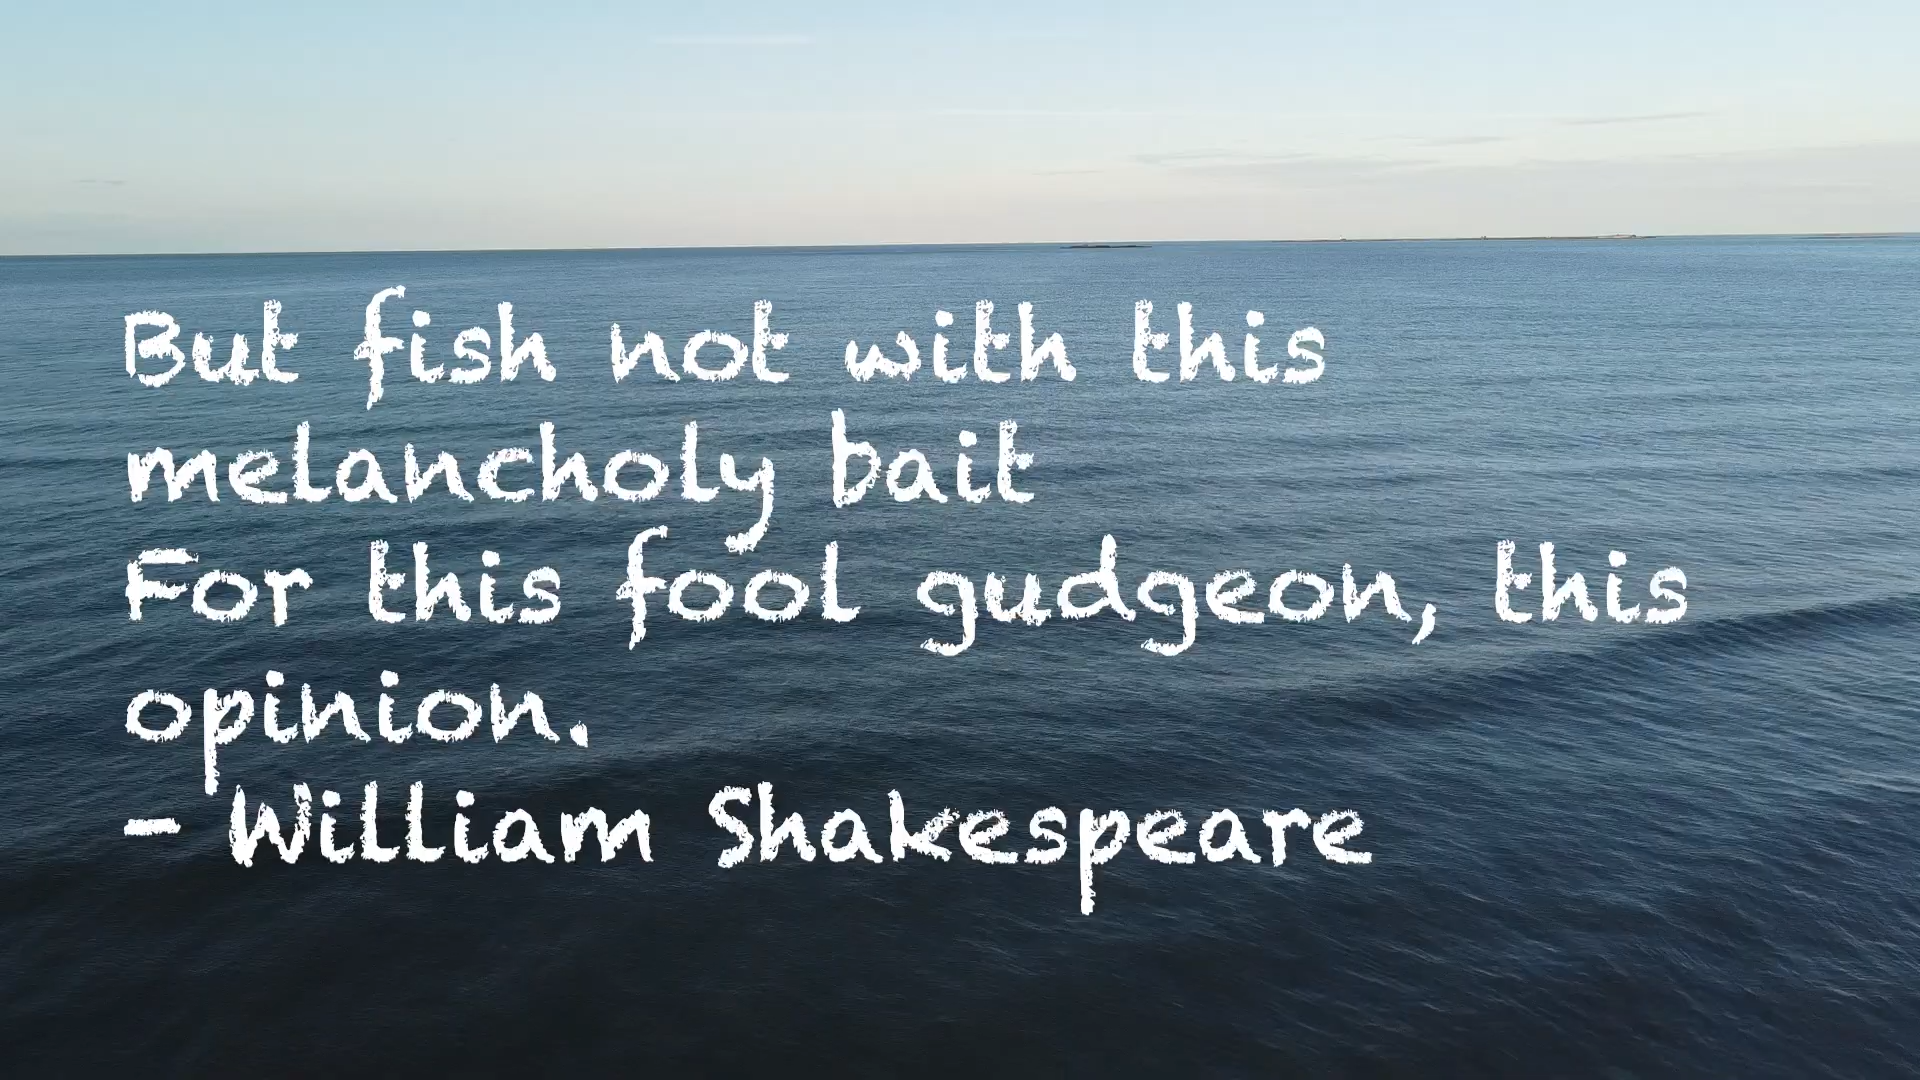 But fish not with this
melancholy bait
For this fool gudgeon, this
opinion.
- William Shakespeare